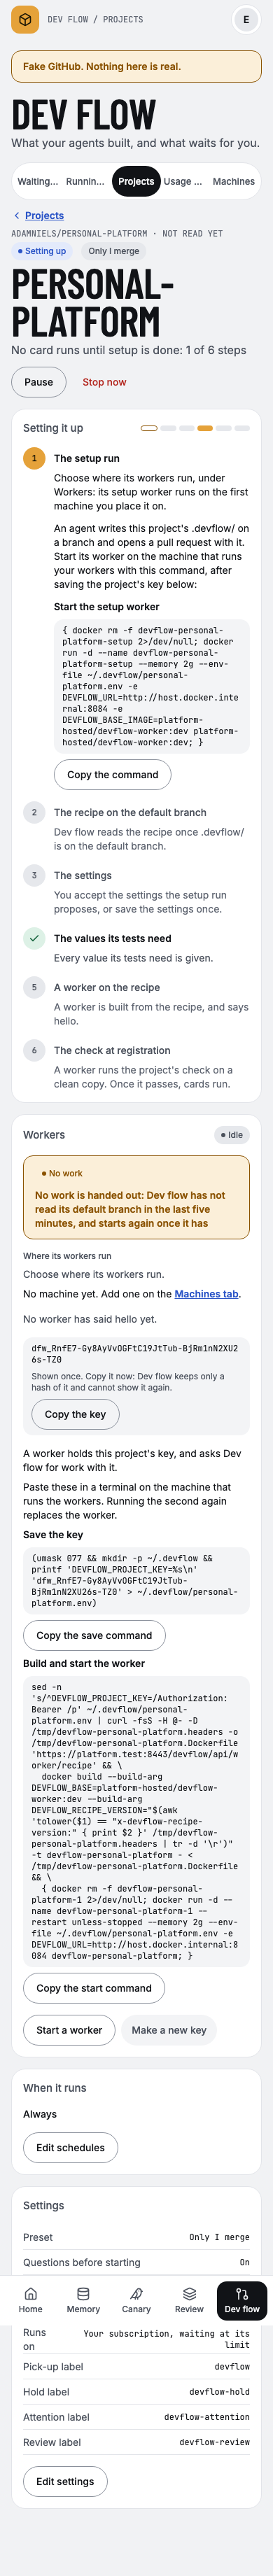 DEV FLOW / PROJECTS
E
Fake GitHub. Nothing here is real.
DEV FLOW
What your agents built, and what waits for you.
Waiting... Runnin... Projects Usage ... Machines
Projects
ADAMNIELS/PERSONAL-PLATFORM · NOT READ YET
Setting up Only I merge
PERSONAL-
PLATFORM
No card runs until setup is done: 1 of 6 steps
Pause Stop now
Setting it up
1 The setup run
Choose where its workers run, under
Workers: its setup worker runs on the first
machine you place it on.
An agent writes this project's .devflow/ on
a branch and opens a pull request with it.
Start its worker on the machine that runs
your workers with this command, after
saving the project's key below:
Start the setup worker
{ docker rm -f devflow-personal-
platform-setup 2>/dev/null; docker
run -d --name devflow-personal-
platform-setup --memory 2g --env-
file ~/.devflow/personal-
platform.env -e
DEVFLOW_URL=http://host.docker.inte
rnal:8084 -e
DEVFLOW_BASE_IMAGE=platform-
hosted/devflow-worker:dev platform-
hosted/devflow-worker:dev; }
Copy the command
2 The recipe on the default branch
Dev flow reads the recipe once .devflow/
is on the default branch.
3 The settings
You accept the settings the setup run
proposes, or save the settings once.
The values its tests need
Every value its tests need is given.
5 A worker on the recipe
A worker is built from the recipe, and says
hello.
6 The check at registration
A worker runs the project's check on a
clean copy. Once it passes, cards run.
Workers Idle
No work
No work is handed out: Dev flow has not
read its default branch in the last five
minutes, and starts again once it has
Where its workers run
Choose where its workers run.
No machine yet. Add one on the Machines tab.
No worker has said hello yet.
dfw_RnfE7-Gy8AyVvG0FaC19JtTub-BjRm1nN2XU2
6s-TZ0
Shown once. Copy it now: Dev flow keeps only a
hash of it and cannot show it again.
Copy the key
A worker holds this project's key, and asks Dev
flow for work with it.
Paste these in a terminal on the machine that
runs the workers. Running the second again
replaces the worker.
Save the key
(umask 077 && mkdir -p ~/.devflow &&
printf 'DEVFLOW_PROJECT_KEY=%s\n'
'dfw_RnfE7-Gy8AyVvG0FaC19JtTub-
BjRm1nN2XU26s-TZ0' > ~/.devflow/personal-
platform.env)
Copy the save command
Build and start the worker
sed -n
's/^DEVFLOW_PROJECT_KEY=/Authorization:
Bearer /p' ~/.devflow/personal-
platform.env | curl -fsS -H @- -D
/tmp/devflow-personal-platform.headers -o
/tmp/devflow-personal-platform.Dockerfile
'https://platform.test:8443/devflow/api/w
orker/recipe' && \
docker build --build-arg
DEVFLOW_BASE=platform-hosted/devflow-
worker:dev --build-arg
DEVFLOW_RECIPE_VERSION="$(awk
'tolower($1) == "x-devflow-recipe-
version:" { print $2 }' /tmp/devflow-
personal-platform.headers | tr -d '\r')"
-t devflow-personal-platform - <
/tmp/devflow-personal-platform.Dockerfile
&& \
{ docker rm -f devflow-personal-
platform-1 2>/dev/null; docker run -d --
name devflow-personal-platform-1 --
restart unless-stopped --memory 2g --env-
file ~/.devflow/personal-platform.env -e
DEVFLOW_URL=http://host.docker.internal:8
084 devflow-personal-platform; }
Copy the start command
Start a worker Make a new key
When it runs
Always
Edit schedules
Settings
Preset Only I merge
Questions before starting On
Home Memory Canary Review Dev flow
Runs Your subscription, waiting at its
on limit
Pick-up label devflow
Hold label devflow-hold
Attention label devflow-attention
Review label devflow-review
Edit settings